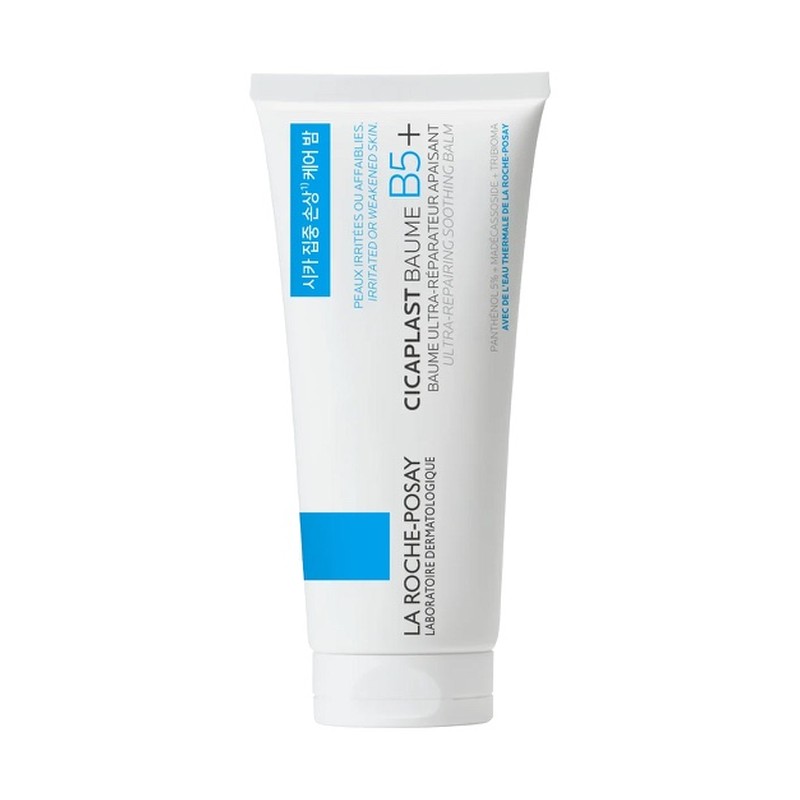 시카 집중 손상1) 케어 밤
PEAUX IRRITÉES OU AFFAIBLIES.
IRRITATED OR WEAKENED SKIN.
CICAPLAST BAUME B5+
BAUME ULTRA-RÉPARATEUR APAISANT
ULTRA-REPAIRING SOOTHING BALM
PANTHÉNOL 5% + MADÉCASSOSIDE + TRIBIOMA
AVEC DE L'EAU THERMALE DE LA ROCHE-POSAY
LA ROCHE-POSAY
LABORATOIRE DERMATOLOGIQUE